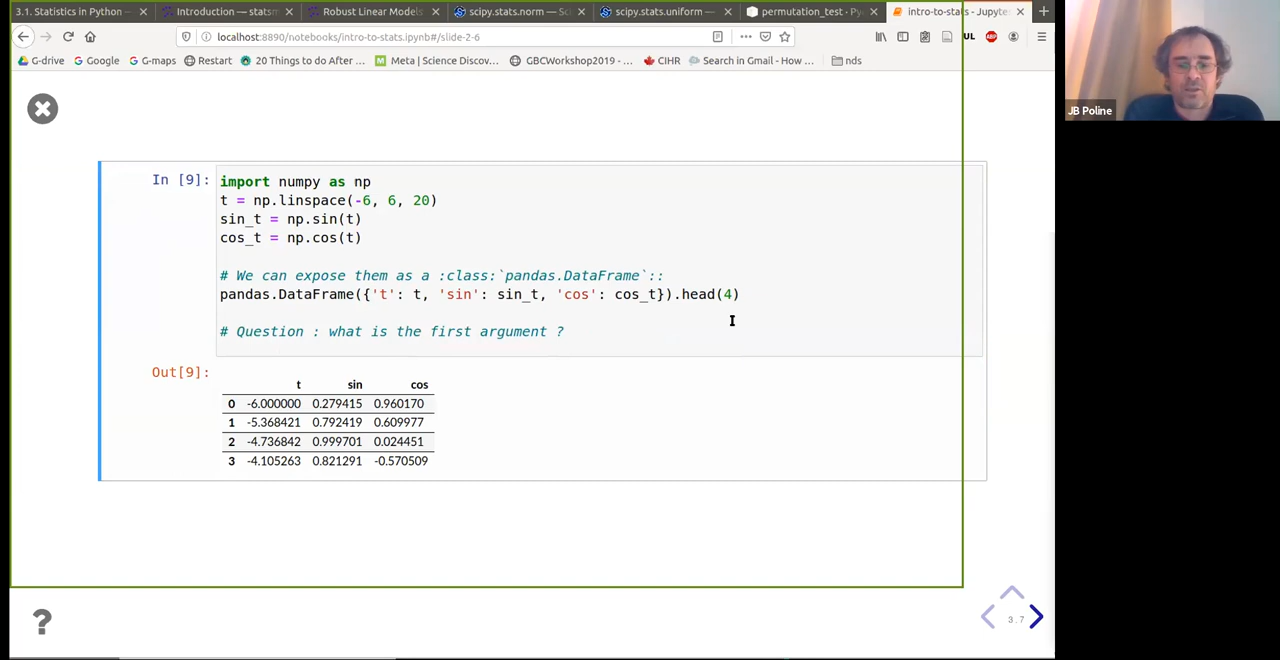 3.1. Statistics in Python
Introduction — statsm
Robust Linear Models
scipy.stats.norm — Sci
scipy.stats.uniform —
permutation_test - Py
intro-to-stats - Jupyte
localhost:8890/notebooks/intro-to-stats.ipynb#/slide-2-6
UL
ABP
G-drive
Google
G-maps
Restart
20 Things to do After ...
Meta | Science Discov...
GBCWorkshop2019 - ...
CIHR
Search in Gmail - How ...
nds
JB Poline
In [9]:
import numpy as np
t = np.linspace(-6, 6, 20)
sin_t = np.sin(t)
cos_t = np.cos(t)
# We can expose them as a :class:`pandas.DataFrame`::
pandas.DataFrame({'t': t, 'sin': sin_t, 'cos': cos_t}).head(4)
# Question : what is the first argument ?
Out[9]:
t sin cos
0 -6.000000 0.279415 0.960170
1 -5.368421 0.792419 0.609977
2 -4.736842 0.999701 0.024451
3 -4.105263 0.821291 -0.570509
?
3.7